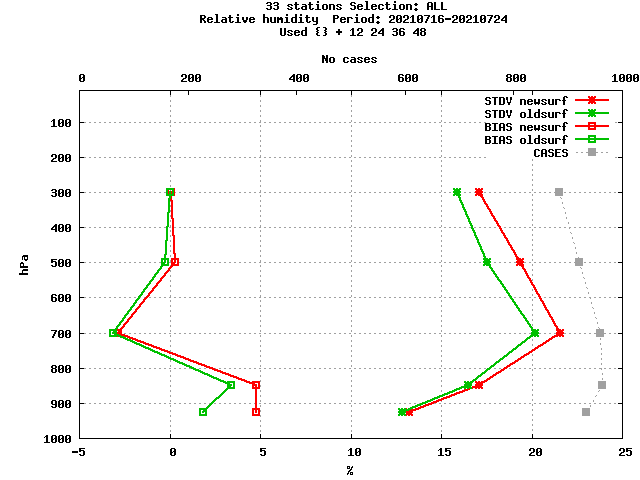 33 stations Selection: ALL
Relative humidity  Period: 20210716-20210724
Used {} + 12 24 36 48
No cases
0 200 400 600 800 1000
STDV newsurf
STDV oldsurf
BIAS newsurf
BIAS oldsurf
CASES
100
200
300
400
500
600
700
800
900
1000
hPa
-5 0 5 10 15 20 25
%